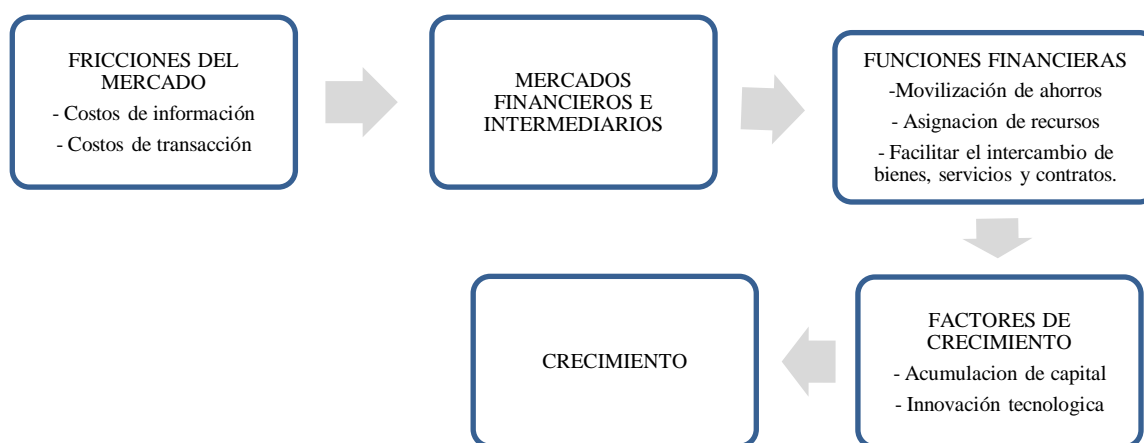 FRICCIONES DEL
MERCADO
- Costos de información
- Costos de transacción
MERCADOS
FINANCIEROS E
INTERMEDIARIOS
FUNCIONES FINANCIERAS
-Movilización de ahorros
- Asignacion de recursos
- Facilitar el intercambio de
bienes, servicios y contratos.
FACTORES DE
CRECIMIENTO
- Acumulacion de capital
- Innovación tecnologica
CRECIMIENTO